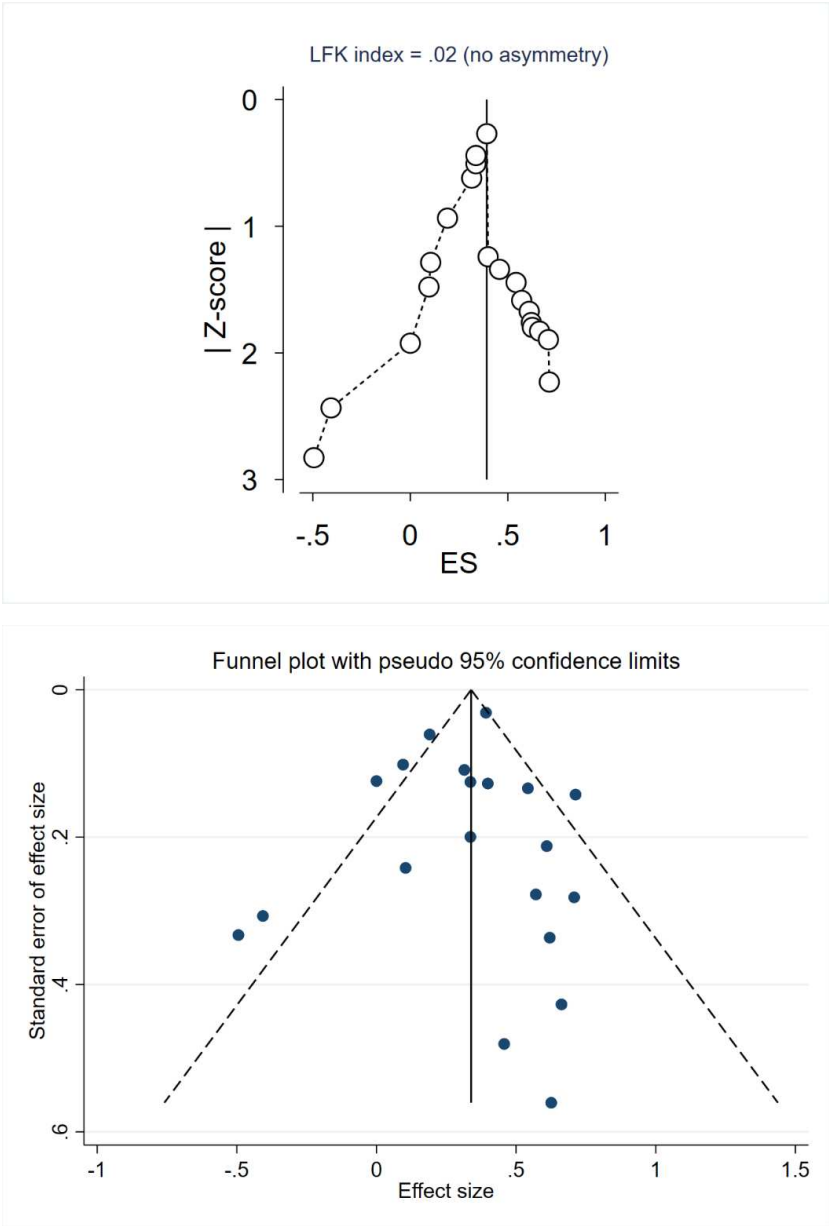 LFK index = .02 (no asymmetry)
0
1
2
3
| Z-score |
-.5 0 .5 1
ES
Funnel plot with pseudo 95% confidence limits
0
.2
.4
.6
Standard error of effect size
-1 -.5 0 .5 1 1.5
Effect size